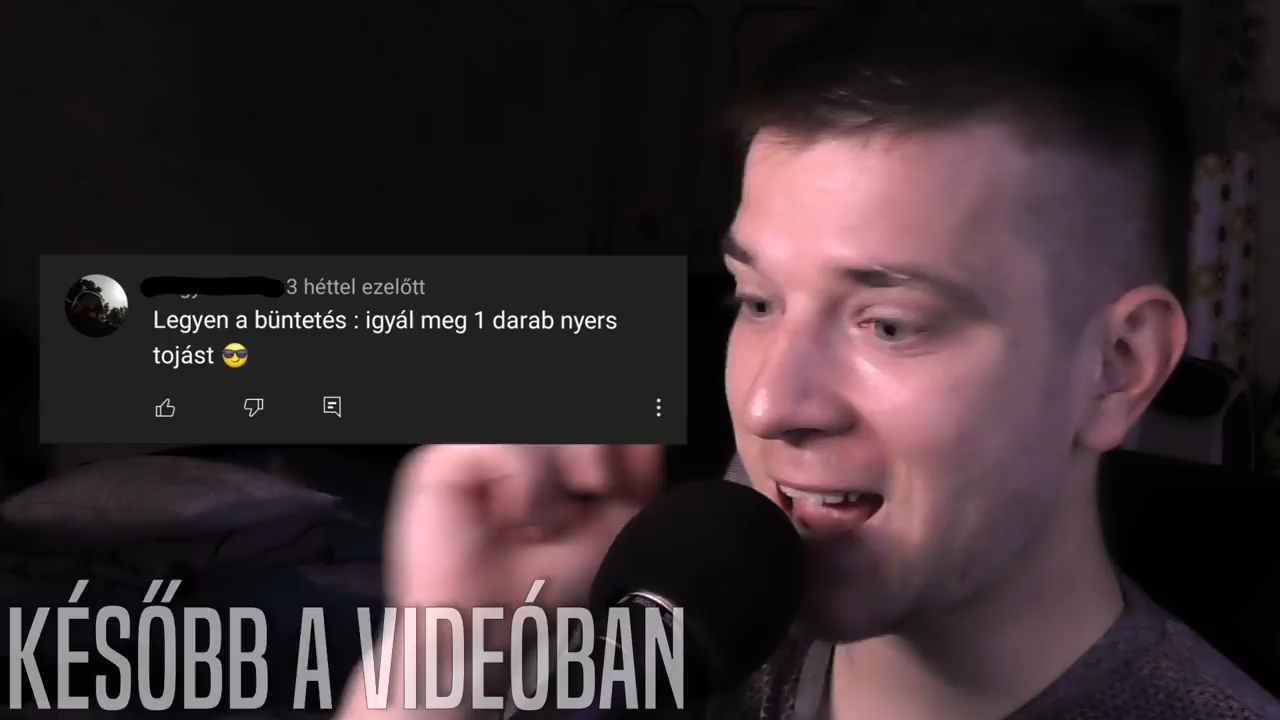 3 héttel ezelőtt
Legyen a büntetés : igyál meg 1 darab nyers
tojást 😎
KÉSŐBB A VIDEÓBAN